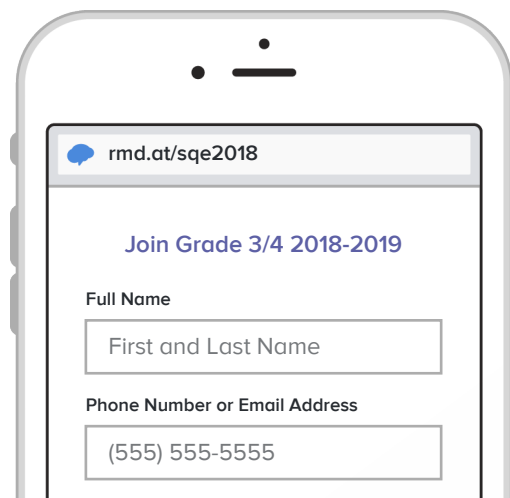 rmd.at/sqe2018
Join Grade 3/4 2018-2019
Full Name
First and Last Name
Phone Number or Email Address
(555) 555-5555